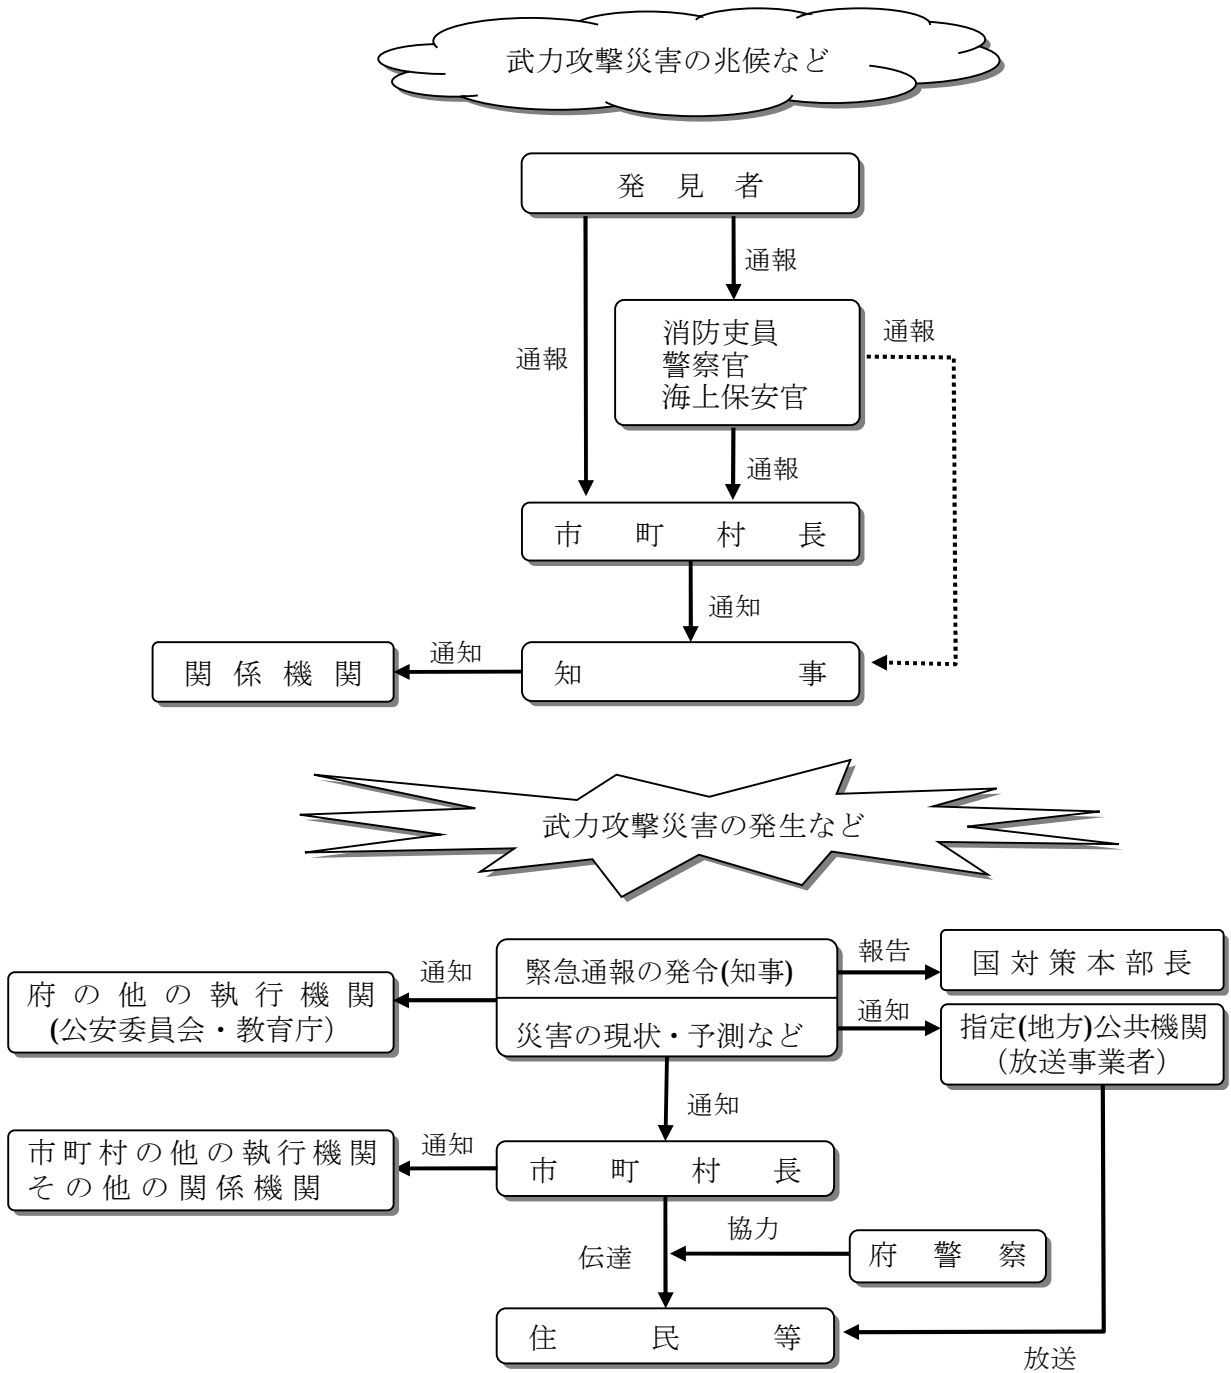 武力攻撃災害の兆候など
発見者
通報
消防吏員
警察官
海上保安官
通報
通報
通報
市町村長
通知
関係機関
通知
知事
武力攻撃災害の発生など
緊急通報の発令(知事)
災害の現状・予測など
報告
国対策本部長
通知
指定(地方)公共機関
（放送事業者）
通知
府の他の執行機関
(公安委員会・教育庁）
通知
市町村長
通知
市町村の他の執行機関
その他の関係機関
協力
府警察
伝達
住民等
放送